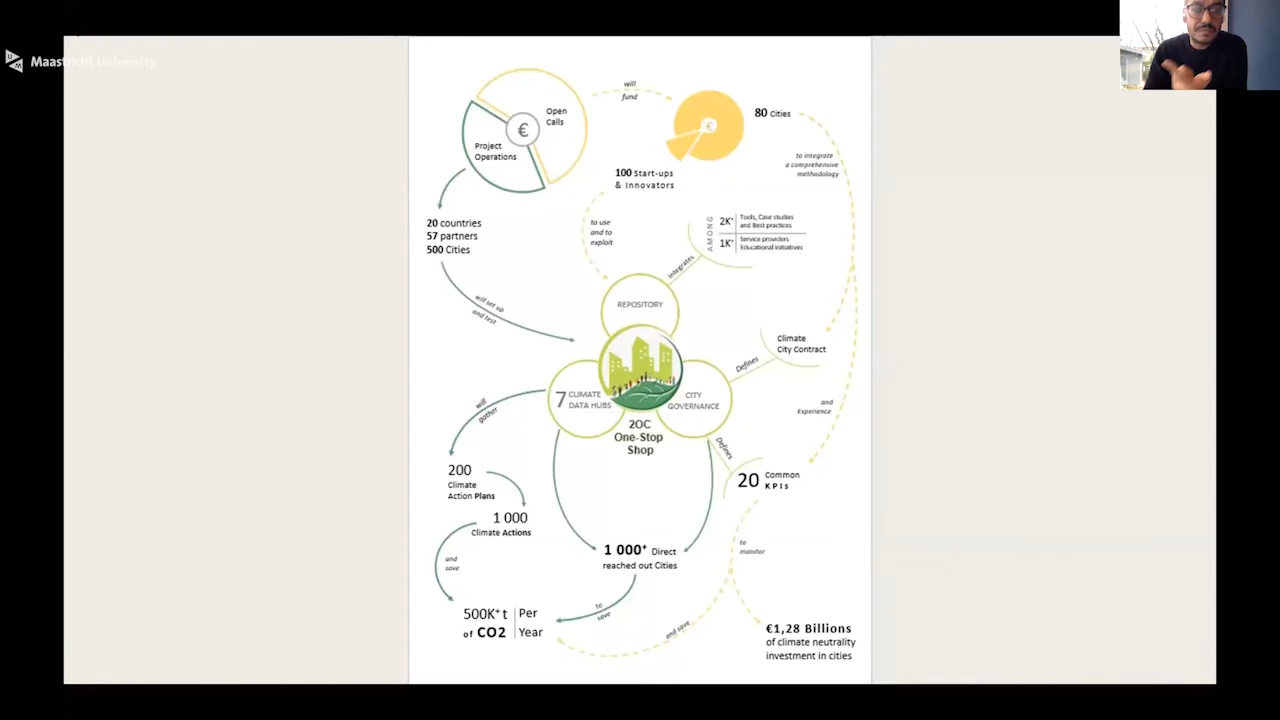 Maastricht University
will
fund
Open
Calls
€
Project
Operations
€
80 Cities
100 Start-ups
& Innovators
to integrate
a comprehensive
methodology
20 countries
57 partners
500 Cities
to use
and to
exploit
AMONG
2K+ Tools, Case studies
and Best practices
1K+ Service providers
Educational initiatives
Integrates
REPOSITORY
will set up
and test
Climate
City Contract
Defines
7 CLIMATE
DATA HUBS
CITY
GOVERNANCE
2OC
One-Stop
Shop
will
gather
and
Experience
Defines
200
Climate
Action Plans
20 Common
KPIs
1 000
Climate Actions
and
save
1 000+ Direct
reached out Cities
to
monitor
500K+ t Per
of CO2 Year
to
save
and save
€1,28 Billions
of climate neutrality
investment in cities